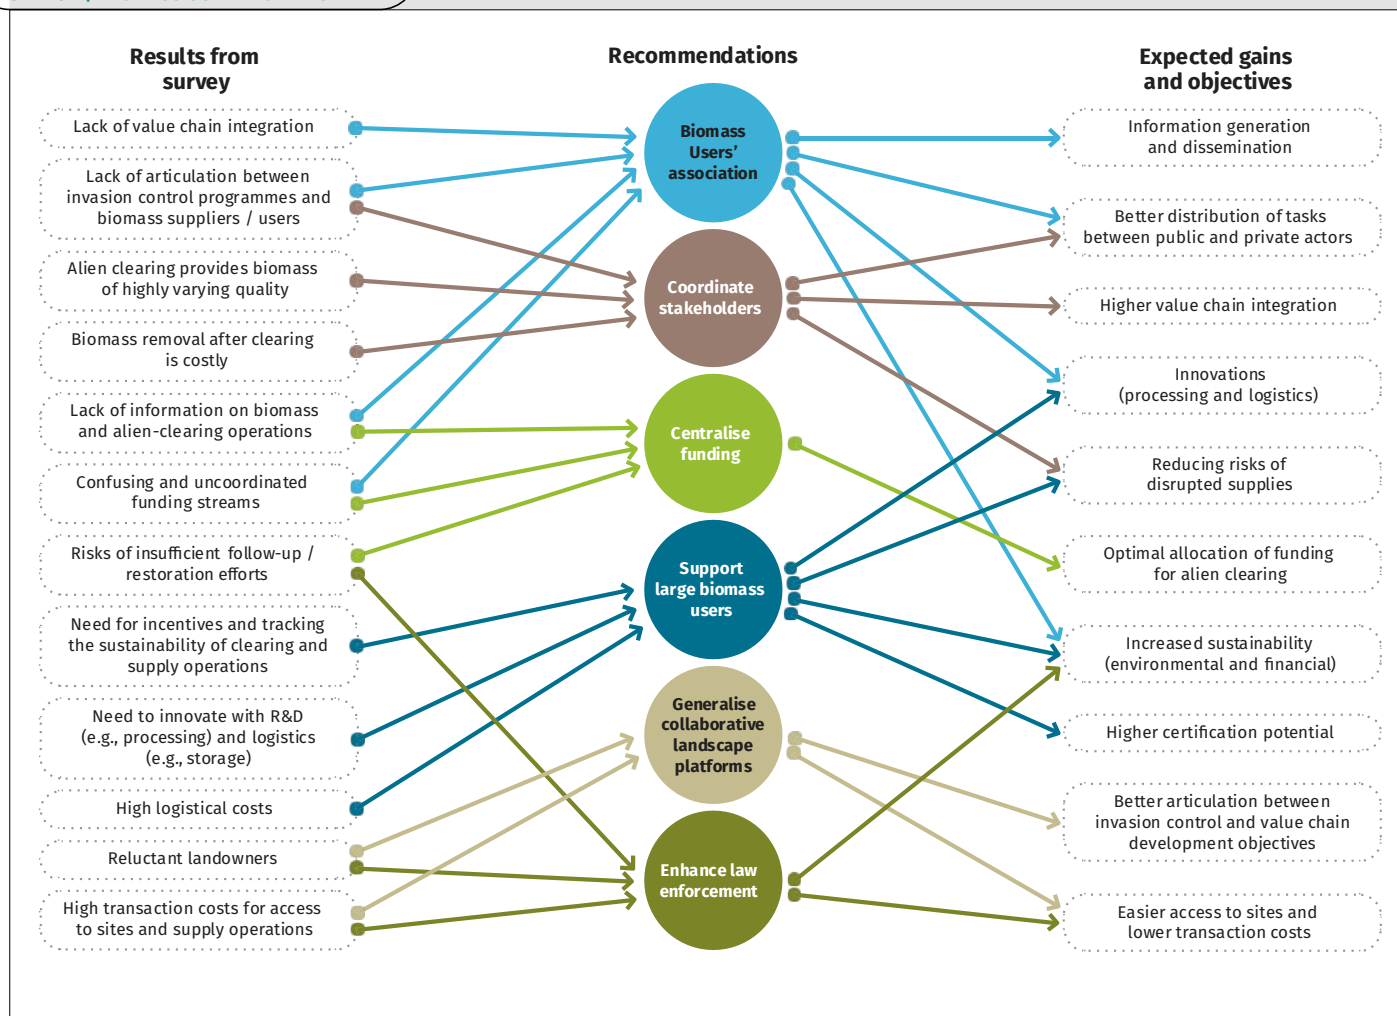 Results from
survey
Lack of value chain integration
Lack of articulation between
invasion control programmes and
biomass suppliers / users
Alien clearing provides biomass
of highly varying quality
Biomass removal after clearing
is costly
Lack of information on biomass
and alien-clearing operations
Confusing and uncoordinated
funding streams
Risks of insufficient follow-up /
restoration efforts
Need for incentives and tracking
the sustainability of clearing and
supply operations
Need to innovate with R&D
(e.g., processing) and logistics
(e.g., storage)
High logistical costs
Reluctant landowners
High transaction costs for access
to sites and supply operations
Recommendations
Biomass
Users’
association
Coordinate
stakeholders
Centralise
funding
Support
large biomass
users
Generalise
collaborative
landscape
platforms
Enhance law
enforcement
Expected gains
and objectives
Information generation
and dissemination
Better distribution of tasks
between public and private actors
Higher value chain integration
Innovations
(processing and logistics)
Reducing risks of
disrupted supplies
Optimal allocation of funding
for alien clearing
Increased sustainability
(environmental and financial)
Higher certification potential
Better articulation between
invasion control and value chain
development objectives
Easier access to sites and
lower transaction costs